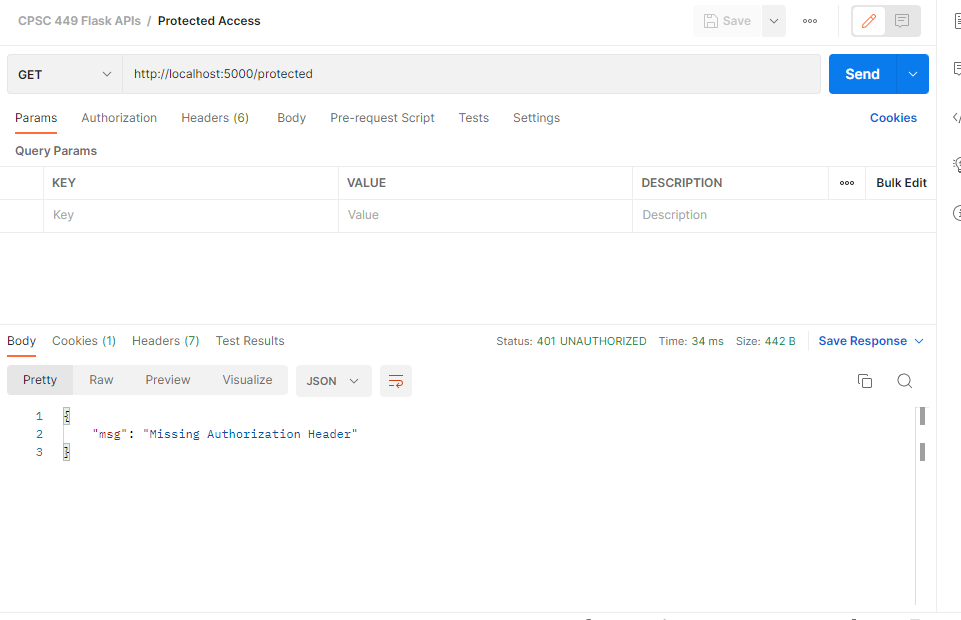 CPSC 449 Flask APIs / Protected Access
Save
GET http://localhost:5000/protected Send
Params Authorization Headers (6) Body Pre-request Script Tests Settings Cookies
Query Params
KEY VALUE DESCRIPTION Bulk Edit
Key Value Description
Body Cookies (1) Headers (7) Test Results Status: 401 UNAUTHORIZED Time: 34 ms Size: 442 B Save Response
Pretty Raw Preview Visualize JSON
1 {
2 "msg": "Missing Authorization Header"
3 }